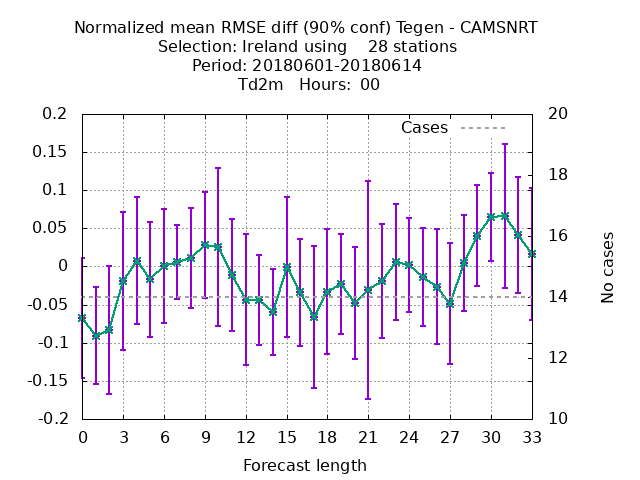 Normalized mean RMSE diff (90% conf) Tegen - CAMSNRT
Selection: Ireland using    28 stations
Period: 20180601-20180614
Td2m   Hours:  00
Cases
0.2
0.15
0.1
0.05
0
-0.05
-0.1
-0.15
-0.2
20
18
16
14
12
10
No cases
0 3 6 9 12 15 18 21 24 27 30 33
Forecast length